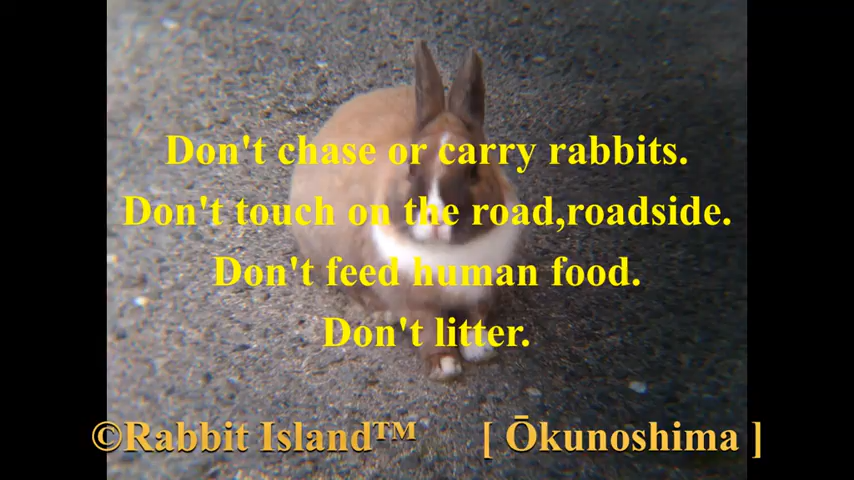 Don't chase or carry rabbits.
Don't touch on the road,roadside.
Don't feed human food.
Don't litter.
©Rabbit Island™ [ Ōkunoshima ]